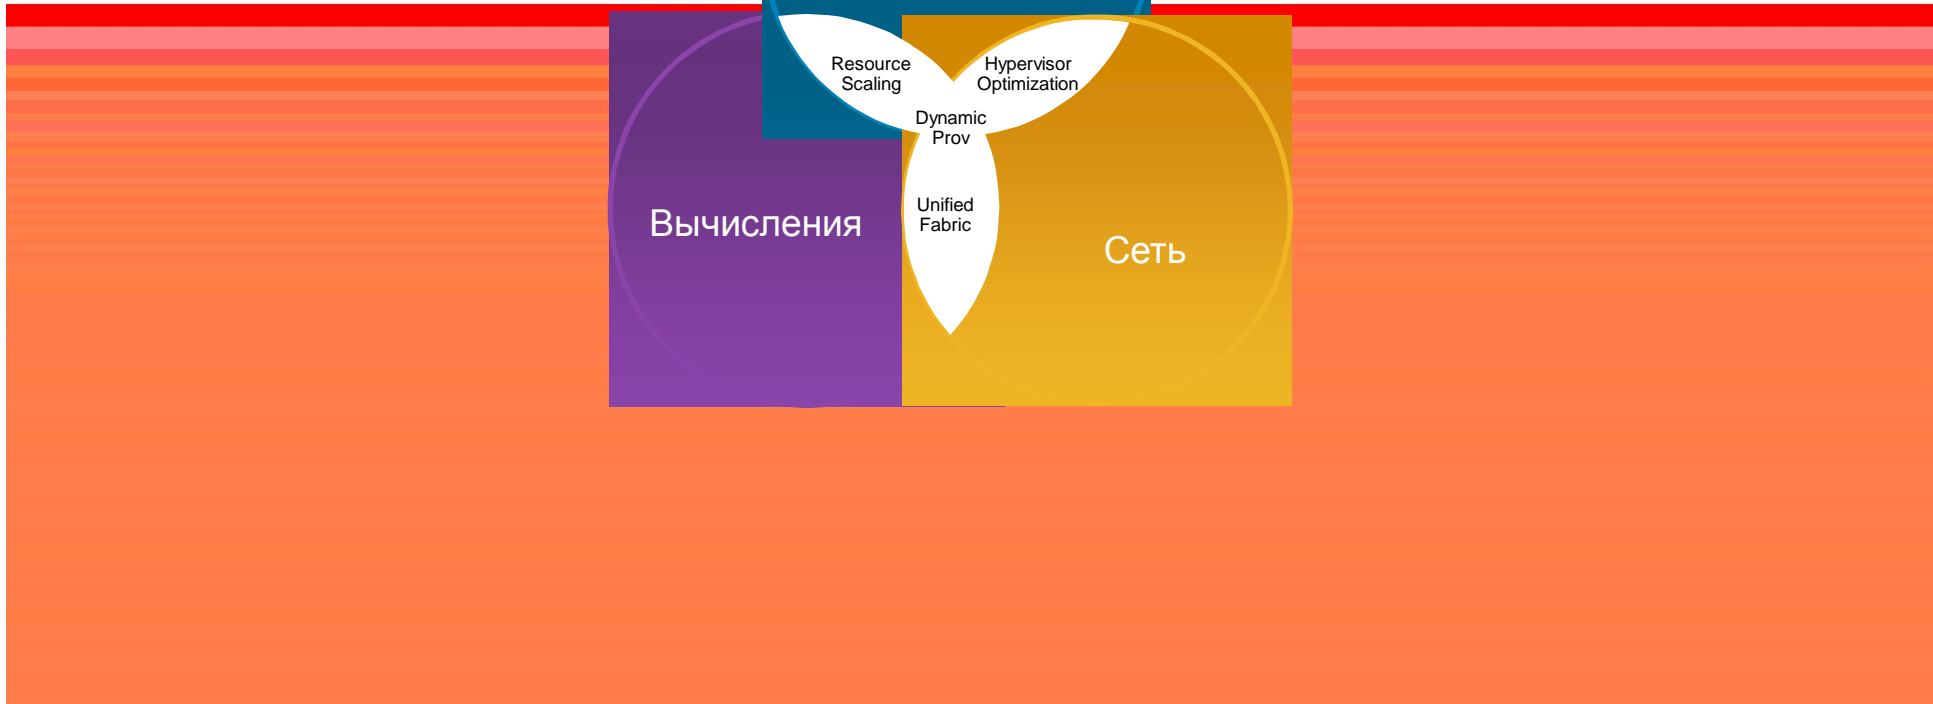 Resource
Scaling
Hypervisor
Optimization
Dynamic
Prov
Unified
Fabric
Вычисления
Сеть